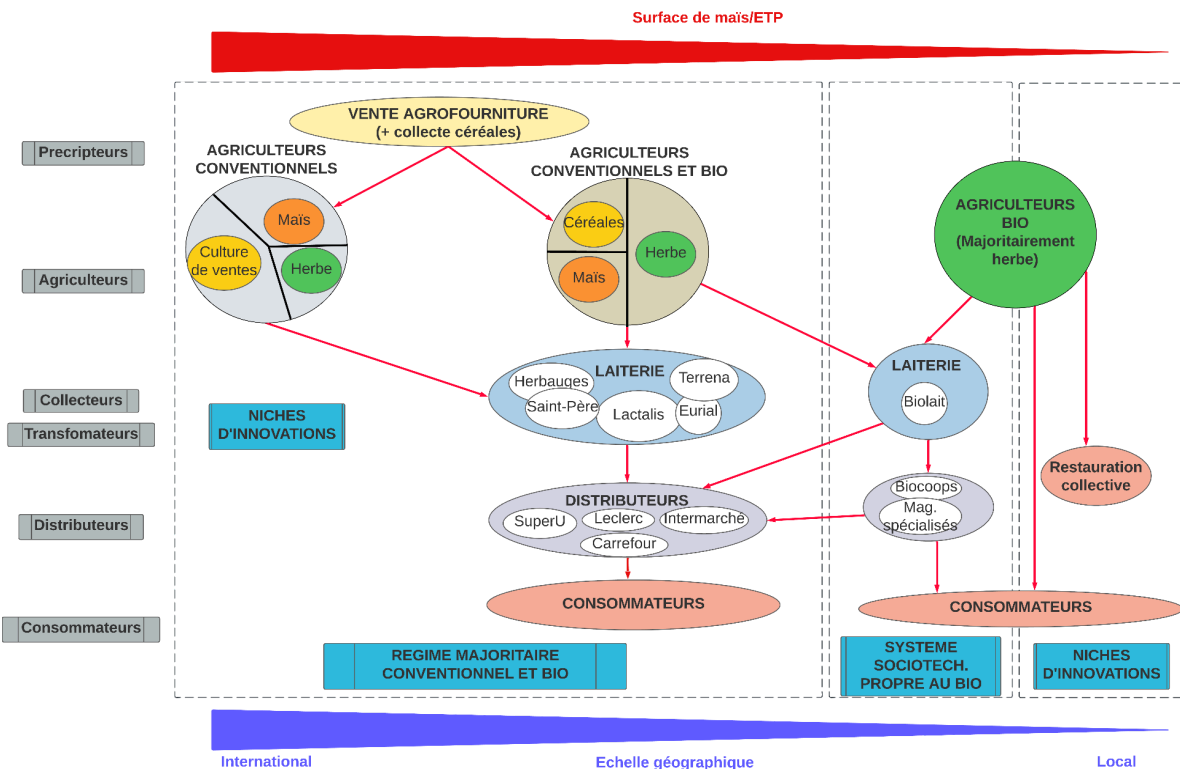 Surface de maïs/ETP
VENTE AGROFOURNITURE
(+ collecte céréales)
Precripteurs
AGRICULTEURS
CONVENTIONNELS
AGRICULTEURS
CONVENTIONNELS ET BIO
Maïs
Culture
de ventes
Herbe
Céréales
Herbe
Maïs
AGRICULTEURS
BIO
(Majoritairement
herbe)
Agriculteurs
LAITERIE
Herbauges
Terrena
Saint-Père
Lactalis
Eurial
LAITERIE
Biolait
Collecteurs
Transfomateurs
NICHES
D'INNOVATIONS
Restauration
collective
Distributeurs
DISTRIBUTEURS
SuperU
Leclerc
Intermarché
Carrefour
Biocoops
Mag.
spécialisés
CONSOMMATEURS
CONSOMMATEURS
Consommateurs
REGIME MAJORITAIRE
CONVENTIONNEL ET BIO
SYSTEME
SOCIOTECH.
PROPRE AU BIO
NICHES
D'INNOVATIONS
International
Echelle géographique
Local